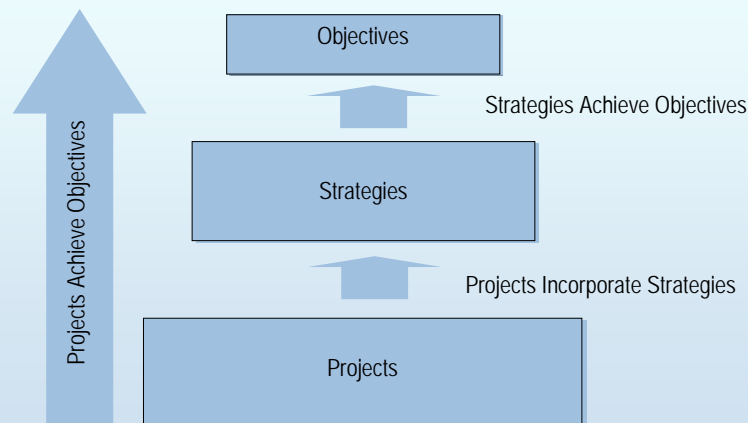 Objectives
Strategies Achieve Objectives
Strategies
Projects Incorporate Strategies
Projects
Projects Achieve Objectives